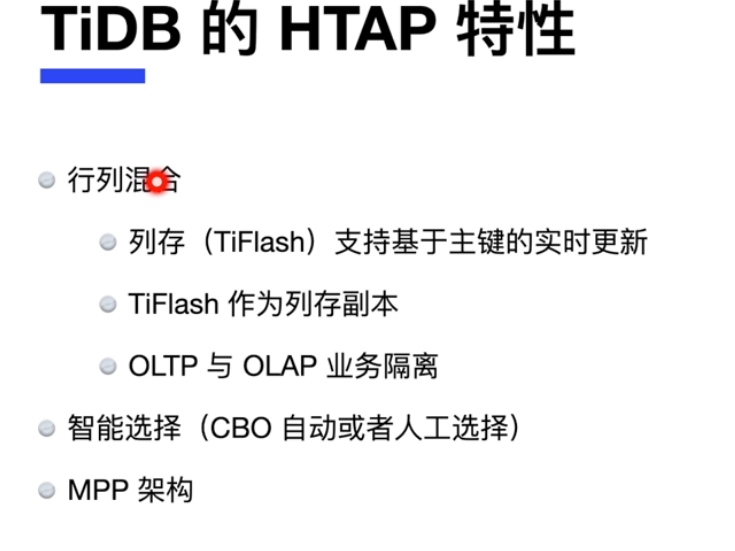 TiDB 的 HTAP 特性
行列混合
列存（TiFlash）支持基于主键的实时更新
TiFlash 作为列存副本
OLTP 与 OLAP 业务隔离
智能选择（CBO 自动或者人工选择）
MPP 架构